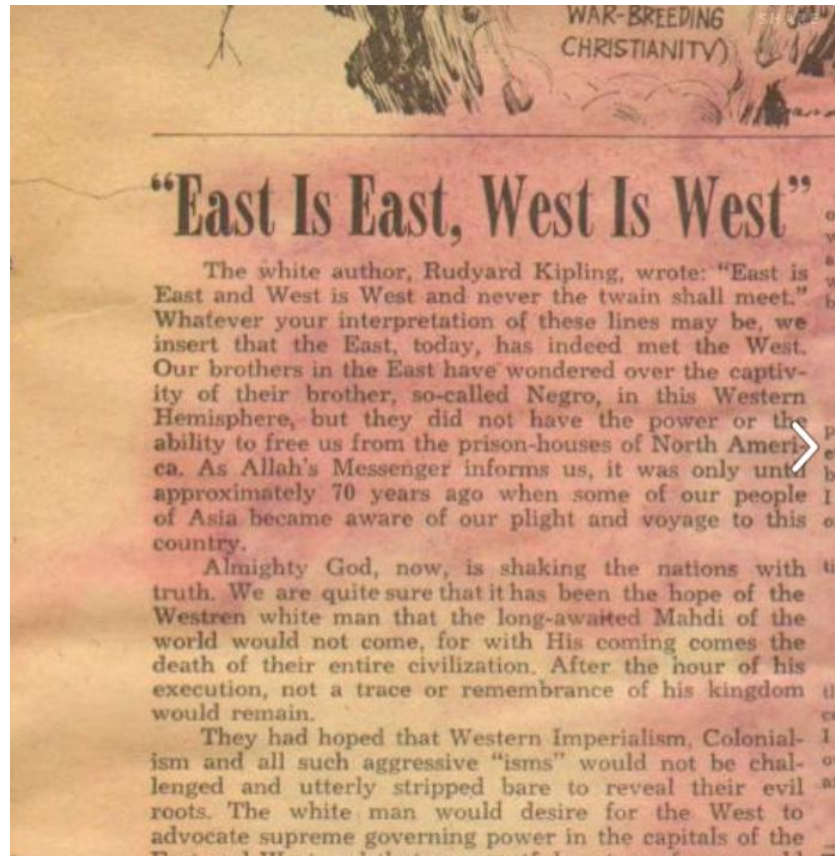 WAR-BREEDING
CHRISTIANITY)
SHARE
"East Is East, West Is West"
The white author, Rudyard Kipling, wrote: "East is
East and West is West and never the twain shall meet."
Whatever your interpretation of these lines may be, we
insert that the East, today, has indeed met the West.
Our brothers in the East have wondered over the captiv-
ity of their brother, so-called Negro, in this Western
Hemisphere, but they did not have the power or the
ability to free us from the prison-houses of North Ameri-
ca. As Allah's Messenger informs us, it was only until
approximately 70 years ago when some of our people
of Asia became aware of our plight and voyage to this
country.
Almighty God, now, is shaking the nations with
truth. We are quite sure that it has been the hope of the
Westren white man that the long-awaited Mahdi of the
world would not come, for with His coming comes the
death of their entire civilization. After the hour of his
execution, not a trace or remembrance of his kingdom
would remain.
They had hoped that Western Imperialism, Colonial-
ism and all such aggressive "isms" would not be chal-
lenged and utterly stripped bare to reveal their evil
roots. The white man would desire for the West to
advocate supreme governing power in the capitals of the